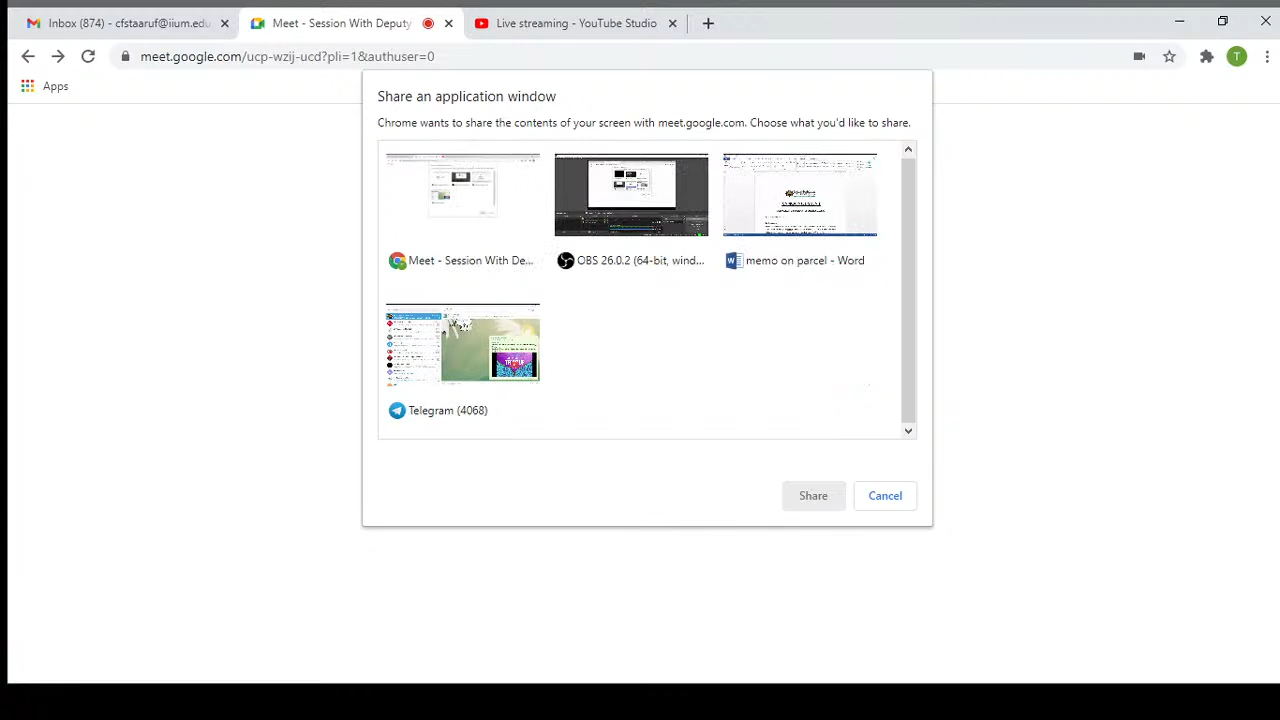 Inbox (874) - cfstaaruf@iium.edu.
Meet - Session With Deputy
Live streaming - YouTube Studio
meet.google.com/ucp-wzij-ucd?pli=1&authuser=0
T
Apps
Share an application window
Chrome wants to share the contents of your screen with meet.google.com. Choose what you'd like to share.
Meet - Session With De...
OBS 26.0.2 (64-bit, wind...
memo on parcel - Word
Telegram (4068)
Share
Cancel